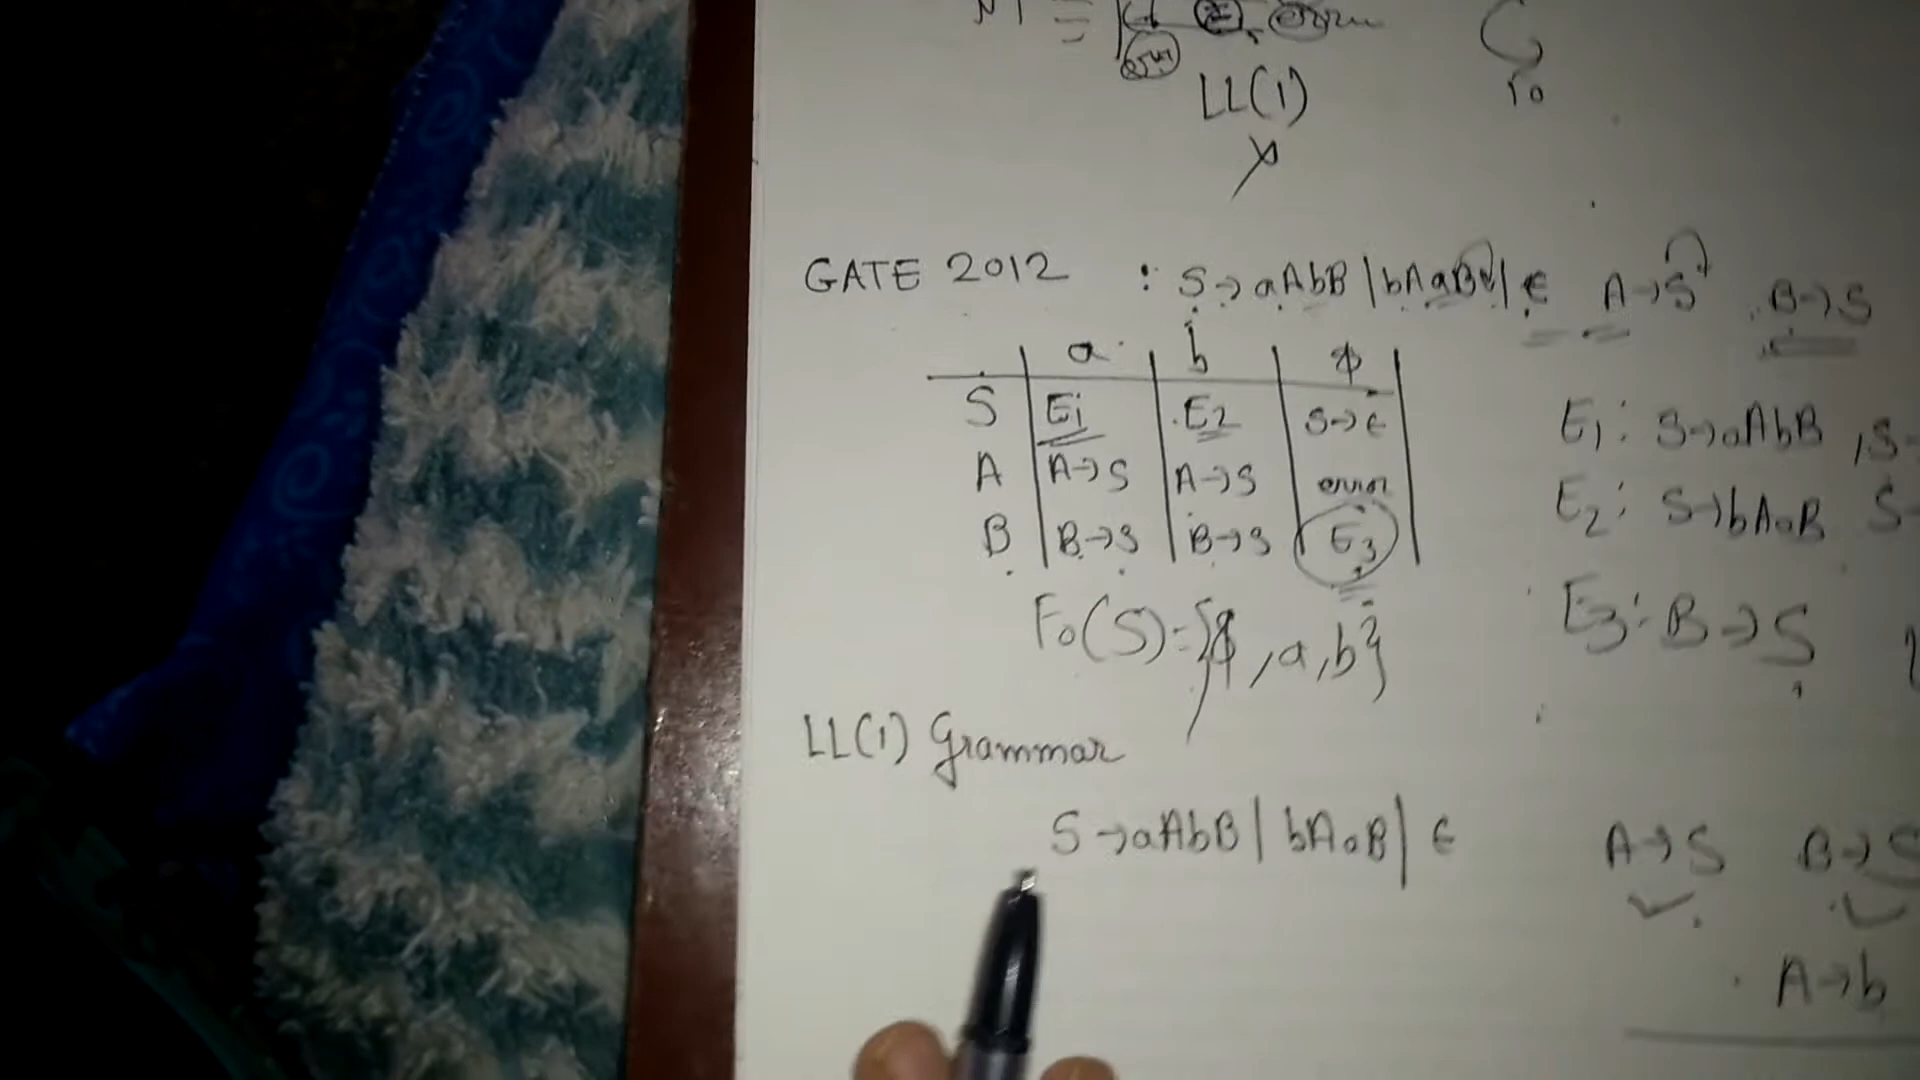 LL(1)
GATE 2012 : S→aAbB | bAaB | ϵ A→S B→S
a b $
S E1 E2 S→ϵ
A A→S A→S error
B B→S B→S E3
E1: S→aAbB , S→
E2: S→bAaB S→
E3: B→S
Fo(S)={$, a, b}
LL(1) Grammar
S→aAbB | bAaB | ϵ A→S B→S
A→b